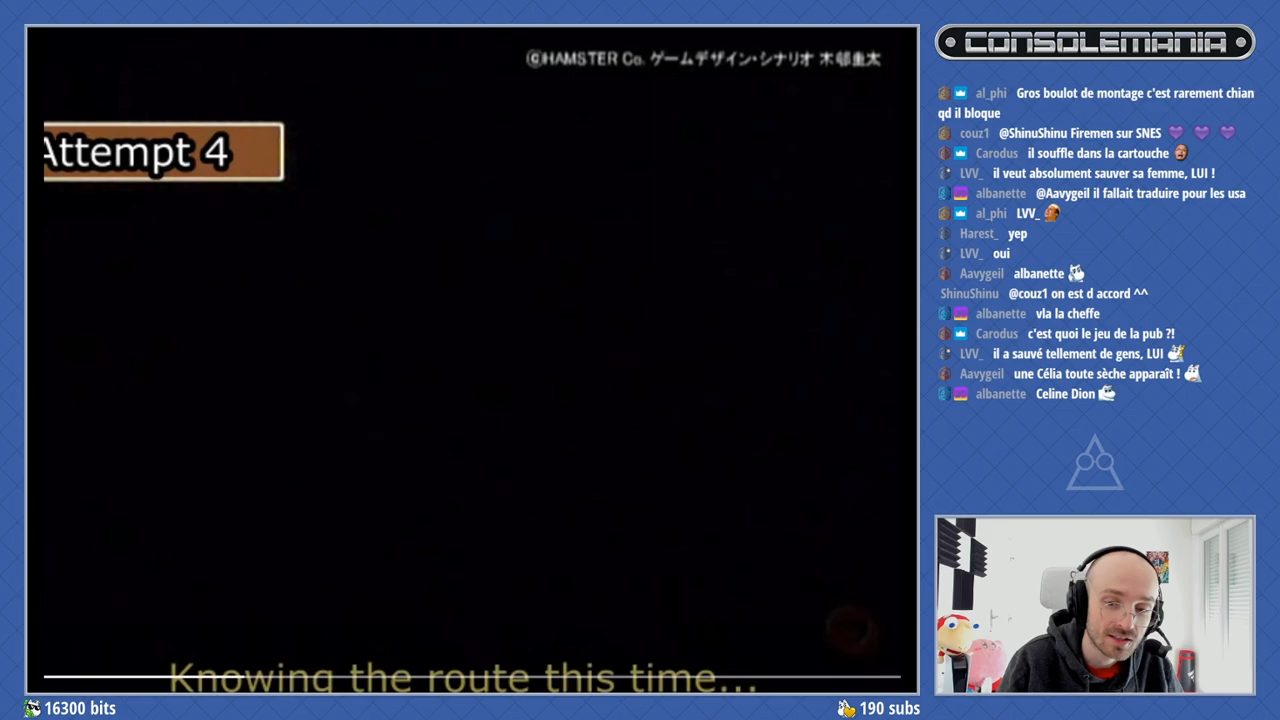 ©HAMSTER Co. ゲームデザイン・シナリオ 木邨圭太
Attempt 4
Knowing the route this time...
16300 bits
190 subs
CONSOLEMANIA
al_phi Gros boulot de montage c'est rarement chian
qd il bloque
couz1 @ShinuShinu Firemen sur SNES
Carodus il souffle dans la cartouche
LVV_ il veut absolument sauver sa femme, LUI !
albanette @Aavygeil il fallait traduire pour les usa
al_phi LVV_
Harest_ yep
LVV_ oui
Aavygeil albanette
ShinuShinu @couz1 on est d accord ^^
albanette vla la cheffe
Carodus c'est quoi le jeu de la pub ?!
LVV_ il a sauvé tellement de gens, LUI
Aavygeil une Célia toute sèche apparaît !
albanette Celine Dion